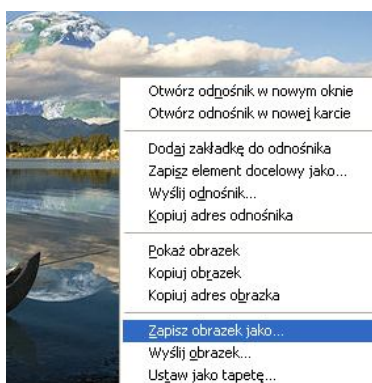 Otwórz odnośnik w nowym oknie
Otwórz odnośnik w nowej karcie
Dodaj zakładkę do odnośnika
Zapisz element docelowy jako...
Wyślij odnośnik...
Kopiuj adres odnośnika
Pokaż obrazek
Kopiuj obrazek
Kopiuj adres obrazka
Zapisz obrazek jako...
Wyślij obrazek...
Ustaw jako tapetę...